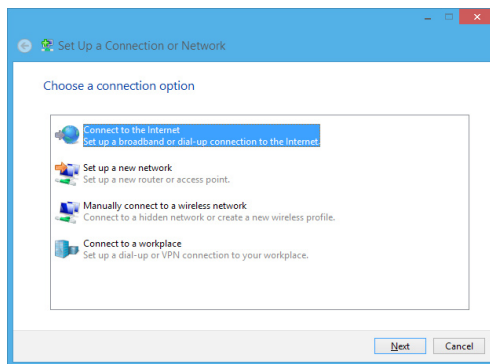 Set Up a Connection or Network
Choose a connection option
Connect to the Internet
Set up a broadband or dial-up connection to the Internet.
Set up a new network
Set up a new router or access point.
Manually connect to a wireless network
Connect to a hidden network or create a new wireless profile.
Connect to a workplace
Set up a dial-up or VPN connection to your workplace.
Next Cancel